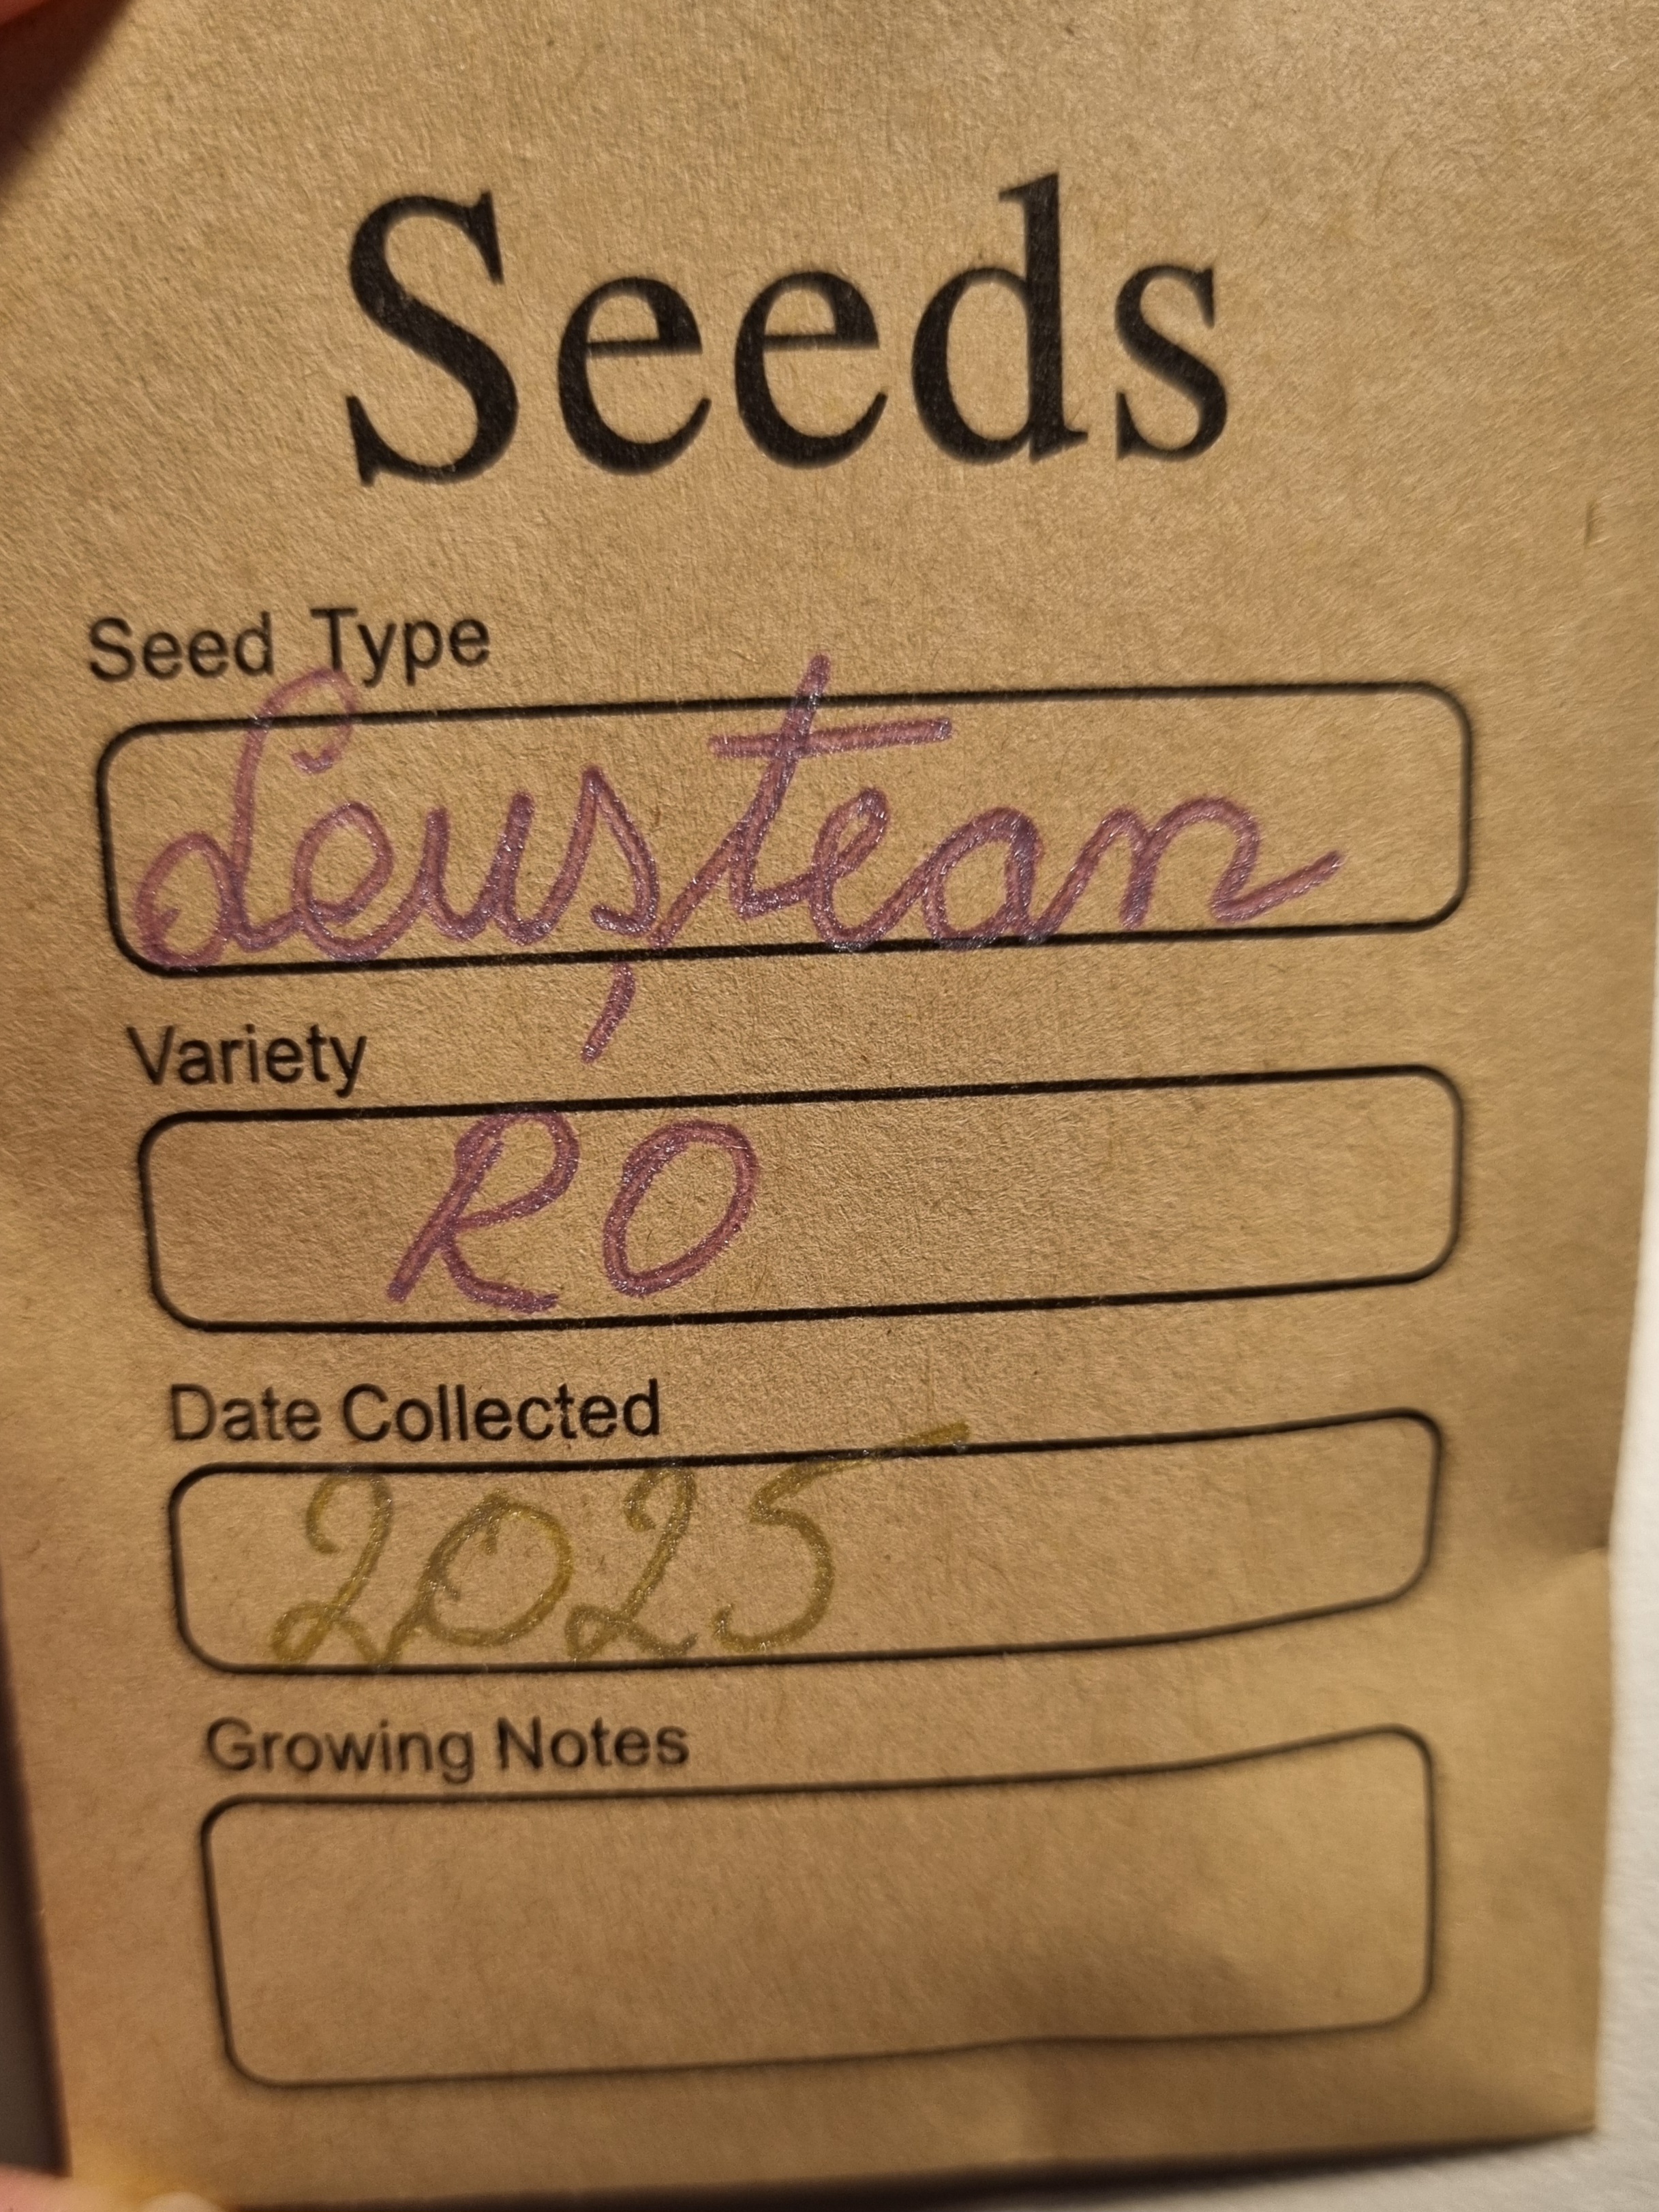 Seeds
Seed Type
Leuștean
Variety
RO
Date Collected
2025
Growing Notes